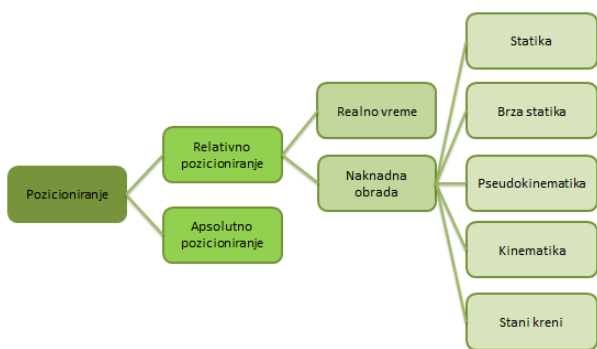 Pozicioniranje
Relativno
pozicioniranje
Apsolutno
pozicioniranje
Realno vreme
Naknadna
obrada
Statika
Brza statika
Pseudokinematika
Kinematika
Stani kreni